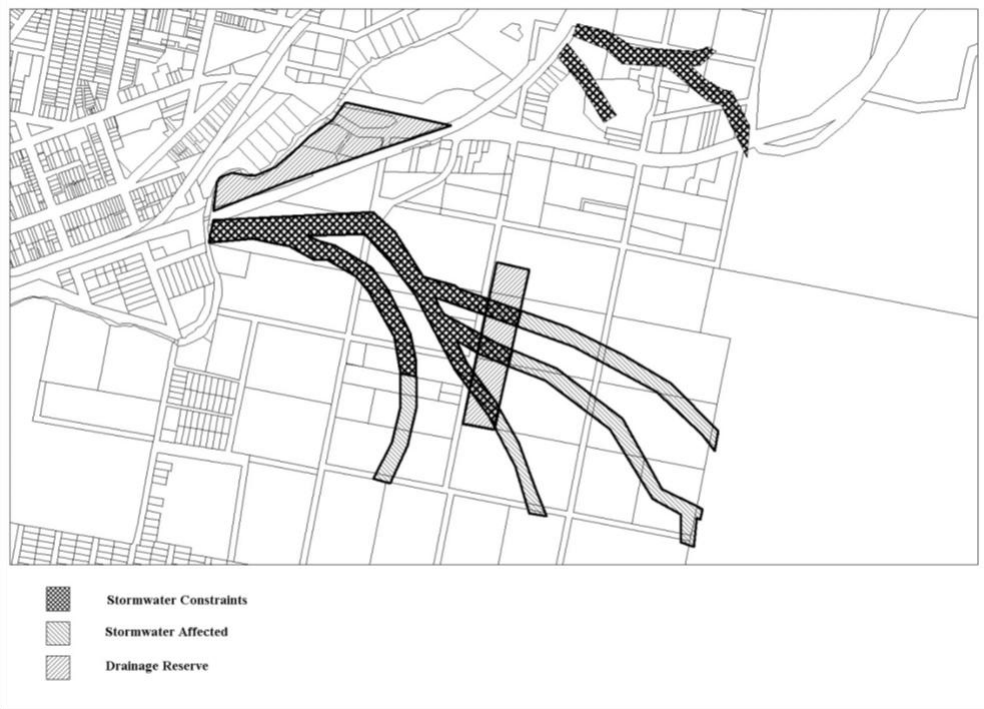 Stormwater Constraints
Stormwater Affected
Drainage Reserve